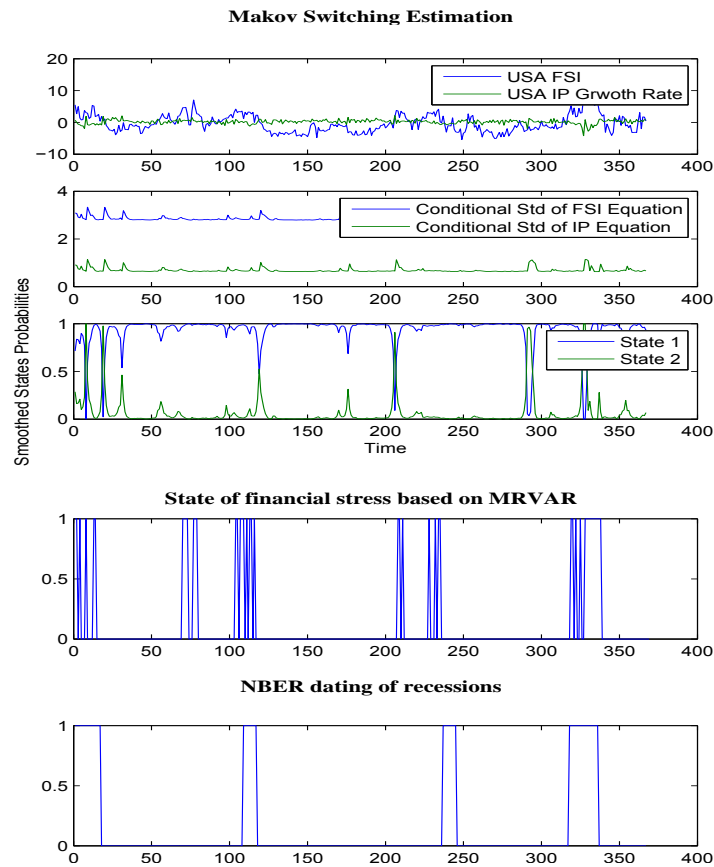 Makov Switching Estimation
20
10
0
−10
USA FSI
USA IP Grwoth Rate
0 50 100 150 200 250 300 350 400
4
2
0
Conditional Std of FSI Equation
Conditional Std of IP Equation
0 50 100 150 200 250 300 350 400
Smoothed States Probabilities
1
0.5
0
State 1
State 2
0 50 100 150 200 250 300 350 400
Time
State of financial stress based on MRVAR
1
0.5
0
0 50 100 150 200 250 300 350 400
NBER dating of recessions
1
0.5
0
0 50 100 150 200 250 300 350 400